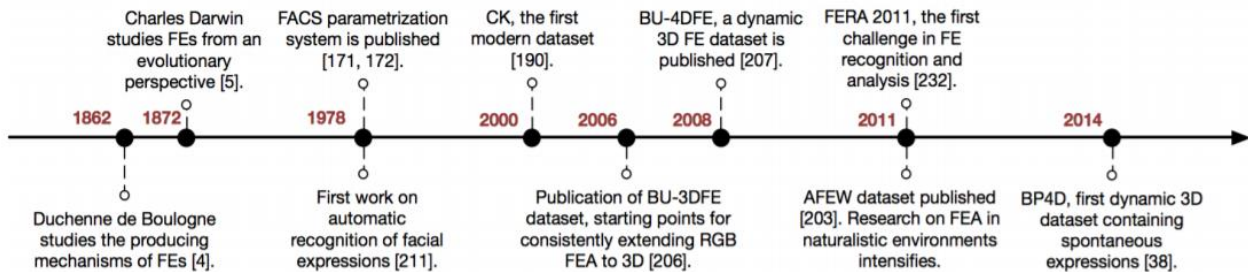 Charles Darwin
studies FEs from an
evolutionary
perspective [5].
FACS parametrization
system is published
[171, 172].
CK, the first
modern dataset
[190].
BU-4DFE, a dynamic
3D FE dataset is
published [207].
FERA 2011, the first
challenge in FE
recognition and
analysis [232].
1862
1872
1978
2000
2006
2008
2011
2014
Duchenne de Boulogne
studies the producing
mechanisms of FEs [4].
First work on
automatic
recognition of facial
expressions [211].
Publication of BU-3DFE
dataset, starting points for
consistently extending RGB
FEA to 3D [206].
AFEW dataset published
[203]. Research on FEA in
naturalistic environments
intensifies.
BP4D, first dynamic 3D
dataset containing
spontaneous
expressions [38].